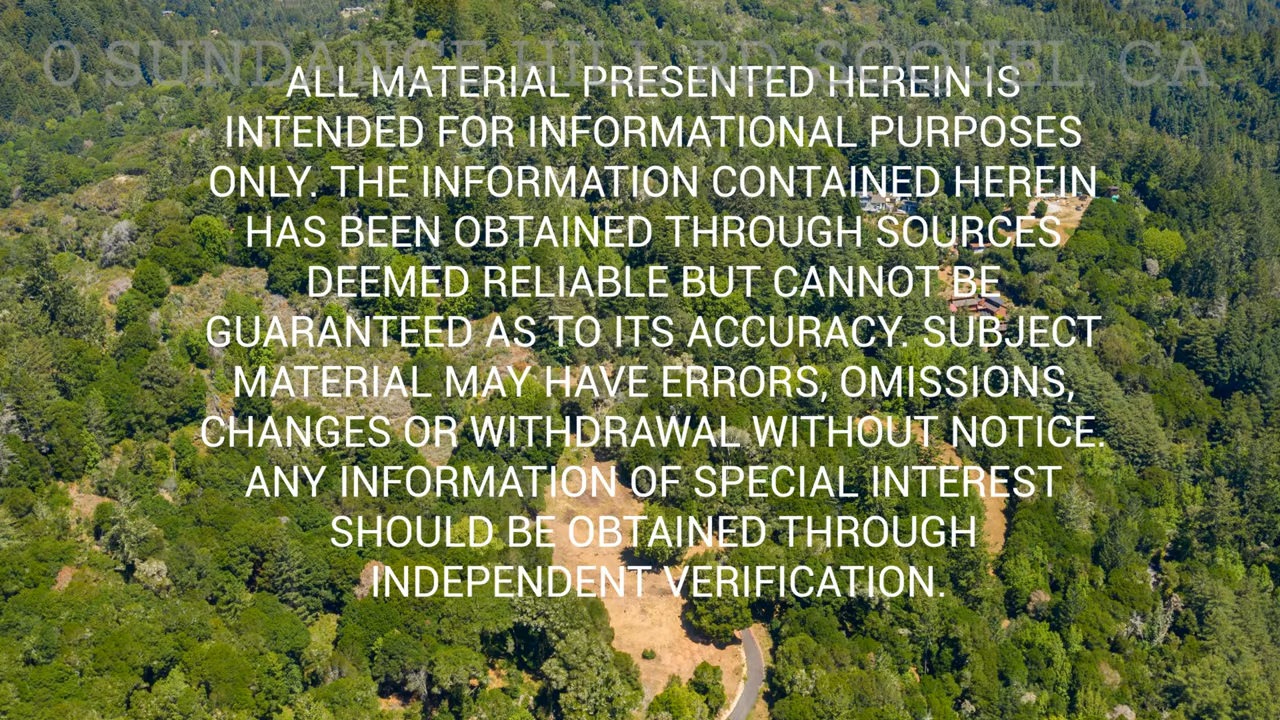 0 SUNDANCE HILL RD SOQUEL, CA
ALL MATERIAL PRESENTED HEREIN IS
INTENDED FOR INFORMATIONAL PURPOSES
ONLY. THE INFORMATION CONTAINED HEREIN
HAS BEEN OBTAINED THROUGH SOURCES
DEEMED RELIABLE BUT CANNOT BE
GUARANTEED AS TO ITS ACCURACY. SUBJECT
MATERIAL MAY HAVE ERRORS, OMISSIONS,
CHANGES OR WITHDRAWAL WITHOUT NOTICE.
ANY INFORMATION OF SPECIAL INTEREST
SHOULD BE OBTAINED THROUGH
INDEPENDENT VERIFICATION.